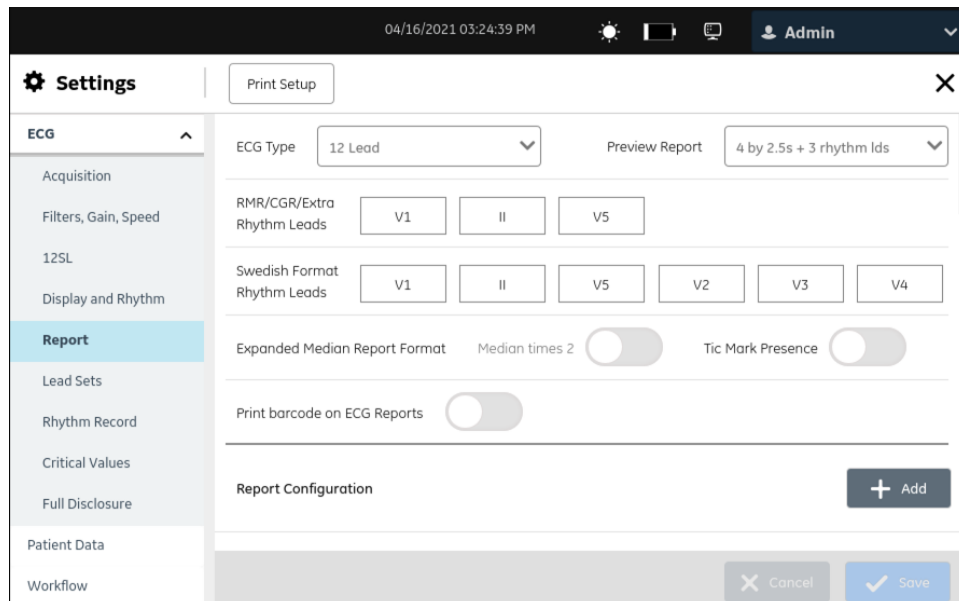 04/16/2021 03:24:39 PM Admin
Settings Print Setup
ECG
Acquisition
Filters, Gain, Speed
12SL
Display and Rhythm
Report
Lead Sets
Rhythm Record
Critical Values
Full Disclosure
Patient Data
Workflow
ECG Type 12 Lead Preview Report 4 by 2.5s + 3 rhythm lds
RMR/CGR/Extra
Rhythm Leads V1 II V5
Swedish Format
Rhythm Leads V1 II V5 V2 V3 V4
Expanded Median Report Format Median times 2 Tic Mark Presence
Print barcode on ECG Reports
Report Configuration Add
Cancel Save